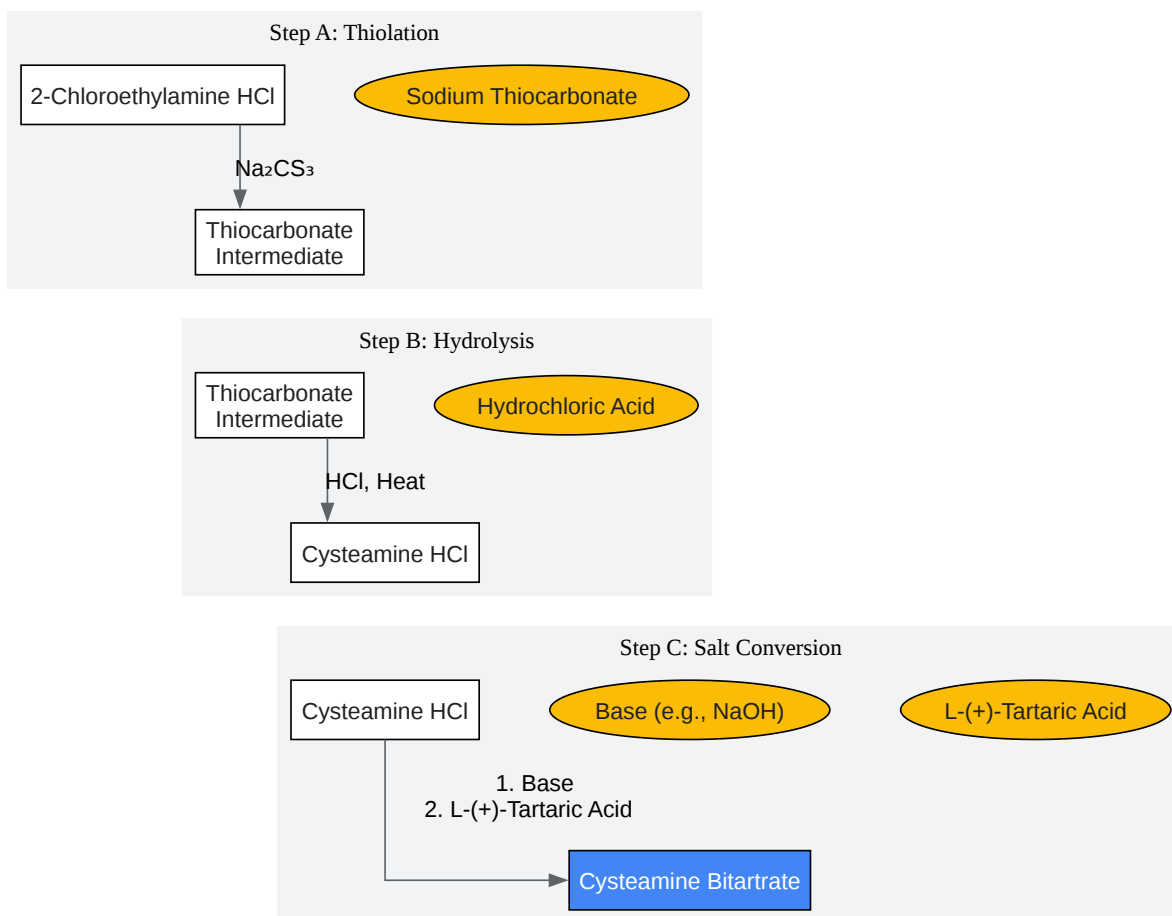 Step A: Thiolation
2-Chloroethylamine HCl
Sodium Thiocarbonate
Na₂CS₃
Thiocarbonate
Intermediate
Step B: Hydrolysis
Thiocarbonate
Intermediate
Hydrochloric Acid
HCl, Heat
Cysteamine HCl
Step C: Salt Conversion
Cysteamine HCl
Base (e.g., NaOH)
L-(+)-Tartaric Acid
1. Base
2. L-(+)-Tartaric Acid
Cysteamine Bitartrate